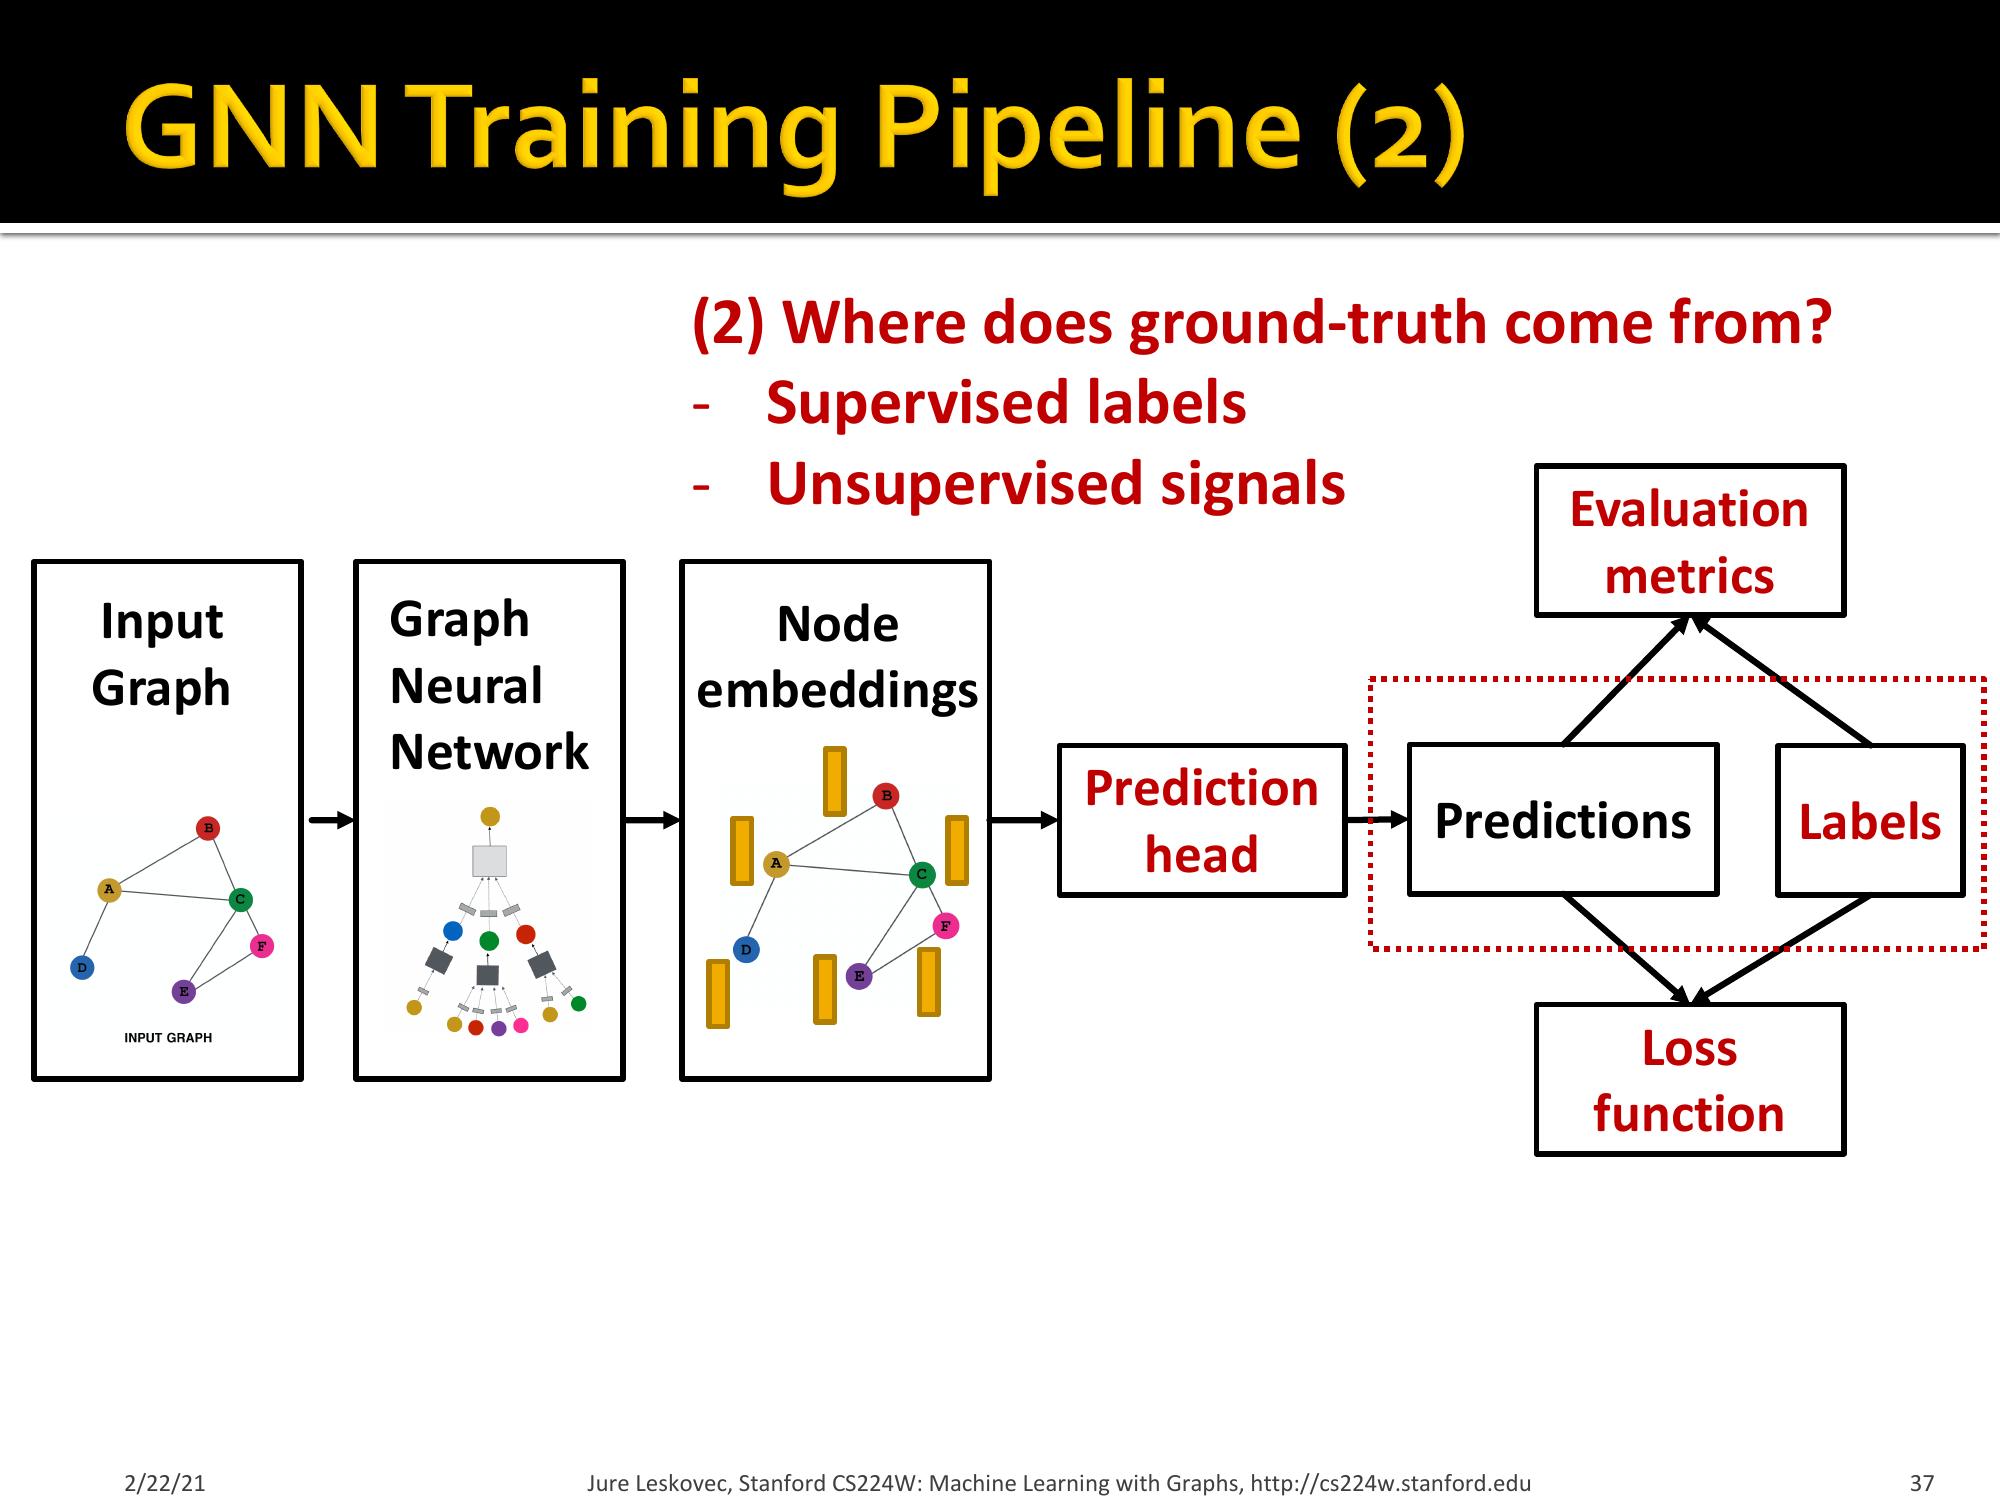 GNN Training Pipeline (2)
(2) Where does ground-truth come from?
- Supervised labels
- Unsupervised signals
Input
Graph
B
A
C
F
D
E
INPUT GRAPH
Graph
Neural
Network
Node
embeddings
B
A
C
F
D
E
Prediction
head
Evaluation
metrics
Predictions
Labels
Loss
function
2/22/21
Jure Leskovec, Stanford CS224W: Machine Learning with Graphs, http://cs224w.stanford.edu
37